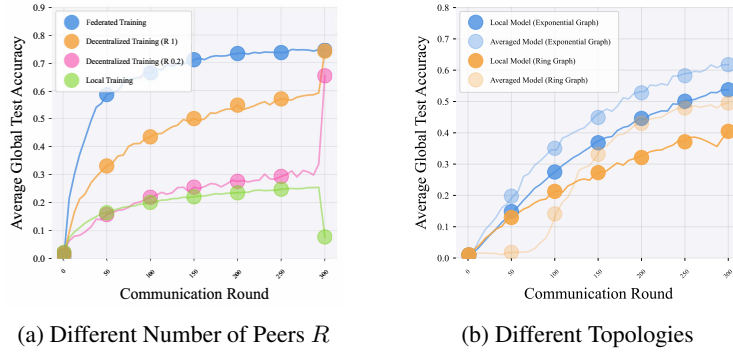 Average Global Test Accuracy
0.9
0.8
0.7
0.6
0.5
0.4
0.3
0.2
0.1
0.0
Federated Training
Decentralized Training (R 1)
Decentralized Training (R 0.2)
Local Training
0
50
100
150
200
250
300
Communication Round
(a) Different Number of Peers R
Average Global Test Accuracy
0.8
0.7
0.6
0.5
0.4
0.3
0.2
0.1
0.0
Local Model (Exponential Graph)
Averaged Model (Exponential Graph)
Local Model (Ring Graph)
Averaged Model (Ring Graph)
0
50
100
150
200
250
300
Communication Round
(b) Different Topologies